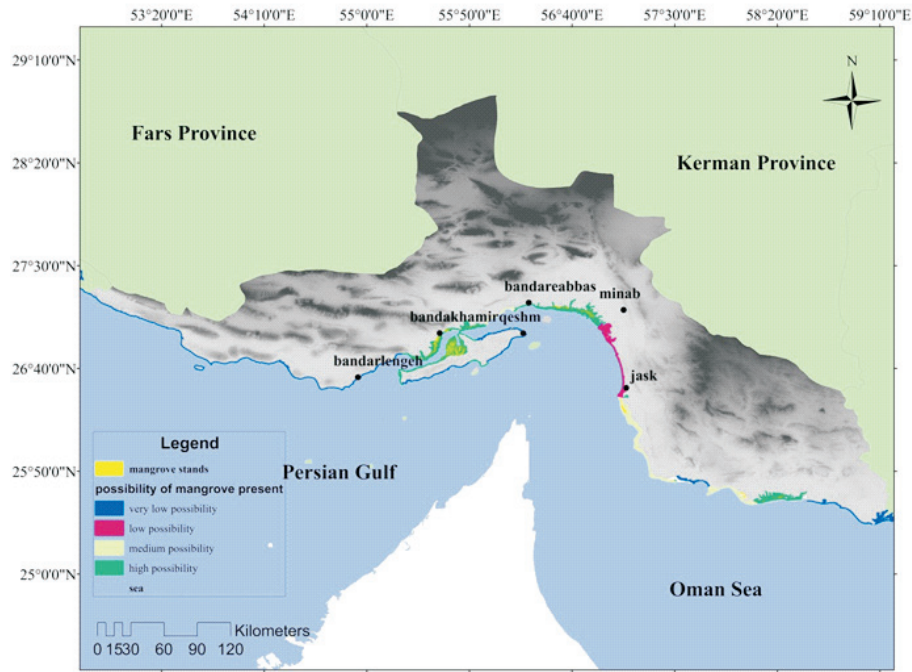 53°20'0"E 54°10'0"E 55°00'0"E 55°50'0"E 56°40'0"E 57°30'0"E 58°20'0"E 59°10'0"E
29°10'0"N
N
Fars Province
Kerman Province
28°20'0"N
27°30'0"N
bandareabbas
minab
bandakhamirqeshm
26°40'0"N
bandarlengeh
jask
Legend
mangrove stands
possibility of mangrove present
very low possibility
low possibility
medium possibility
high possibility
sea
25°50'0"N
Persian Gulf
25°0'0"N
Oman Sea
Kilometers
0 1530 60 90 120